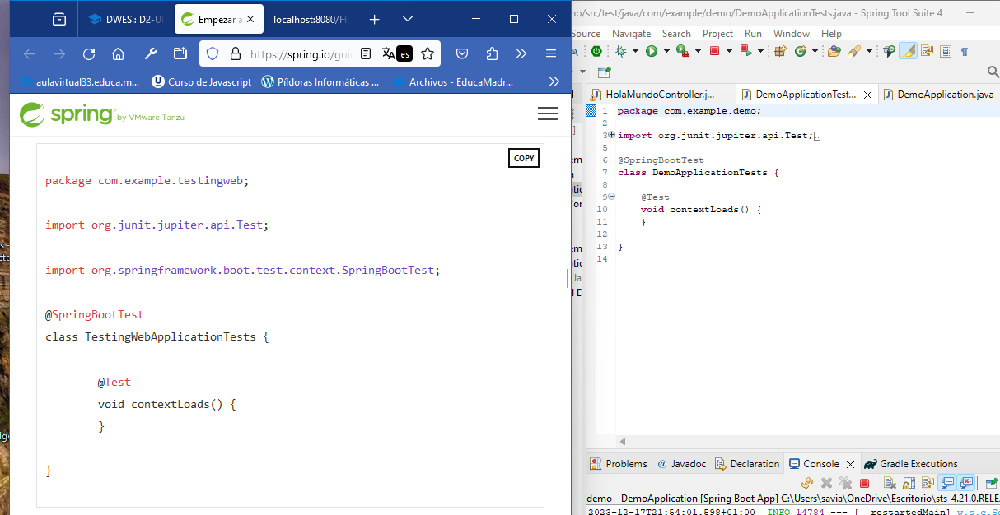 DWES.: D2-U
Empezar a
localhost:8080/H
https://spring.io/gui
es
aulavirtual33.educa.m...
Curso de Javascript
Píldoras Informáticas ...
Archivos - EducaMadr...
spring by VMware Tanzu
COPY
package com.example.testingweb;
import org.junit.jupiter.api.Test;
import org.springframework.boot.test.context.SpringBootTest;
@SpringBootTest
class TestingWebApplicationTests {
@Test
void contextLoads() {
}
}
mo/src/test/java/com/example/demo/DemoApplicationTests.java - Spring Tool Suite 4
Source Navigate Search Project Run Window Help
HolaMundoController.j...
DemoApplicationTest...
DemoApplication.java
1 package com.example.demo;
2
3 import org.junit.jupiter.api.Test;
5
6 @SpringBootTest
7 class DemoApplicationTests {
8
9 @Test
10 void contextLoads() {
11 }
12
13 }
14
Problems @ Javadoc Declaration Console Gradle Executions
demo - DemoApplication [Spring Boot App] C:\Users\savia\OneDrive\Escritorio\sts-4.21.0.RELE
2023-12-17T21:54:01.598+01:00 INFO 14784 --- [ restartedMain] w.s.c.Se